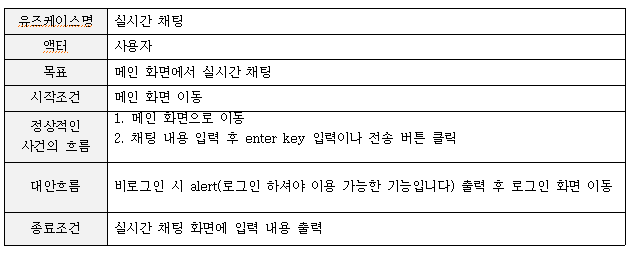 유즈케이스명 실시간 채팅
액터 사용자
목표 메인 화면에서 실시간 채팅
시작조건 메인 화면 이동
정상적인
사건의 흐름
1. 메인 화면으로 이동
2. 채팅 내용 입력 후 enter key 입력이나 전송 버튼 클릭
대안흐름 비로그인 시 alert(로그인 하셔야 이용 가능한 기능입니다) 출력 후 로그인 화면 이동
종료조건 실시간 채팅 화면에 입력 내용 출력